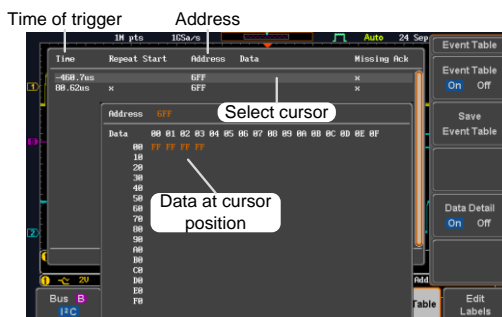 Time of trigger Address
1M pts 1GSa/s Auto 24 Sep
Event Table
Time Repeat Start Address Data Missing Ack
-460.7us 6FF x
80.62us x 6FF x
Event Table
On Off
Select cursor
Address 6FF
Save
Event Table
Data 00 01 02 03 04 05 06 07 08 09 0A 0B 0C 0D 0E 0F
00 FF FF FF FF
10
20
30
40
50
60
70
80
90
A0
B0
C0
D0
E0
F0
Data at cursor
position
Data Detail
On Off
1
B
2
1 2V
Add
Bus B
I²C
Table
Edit
Labels